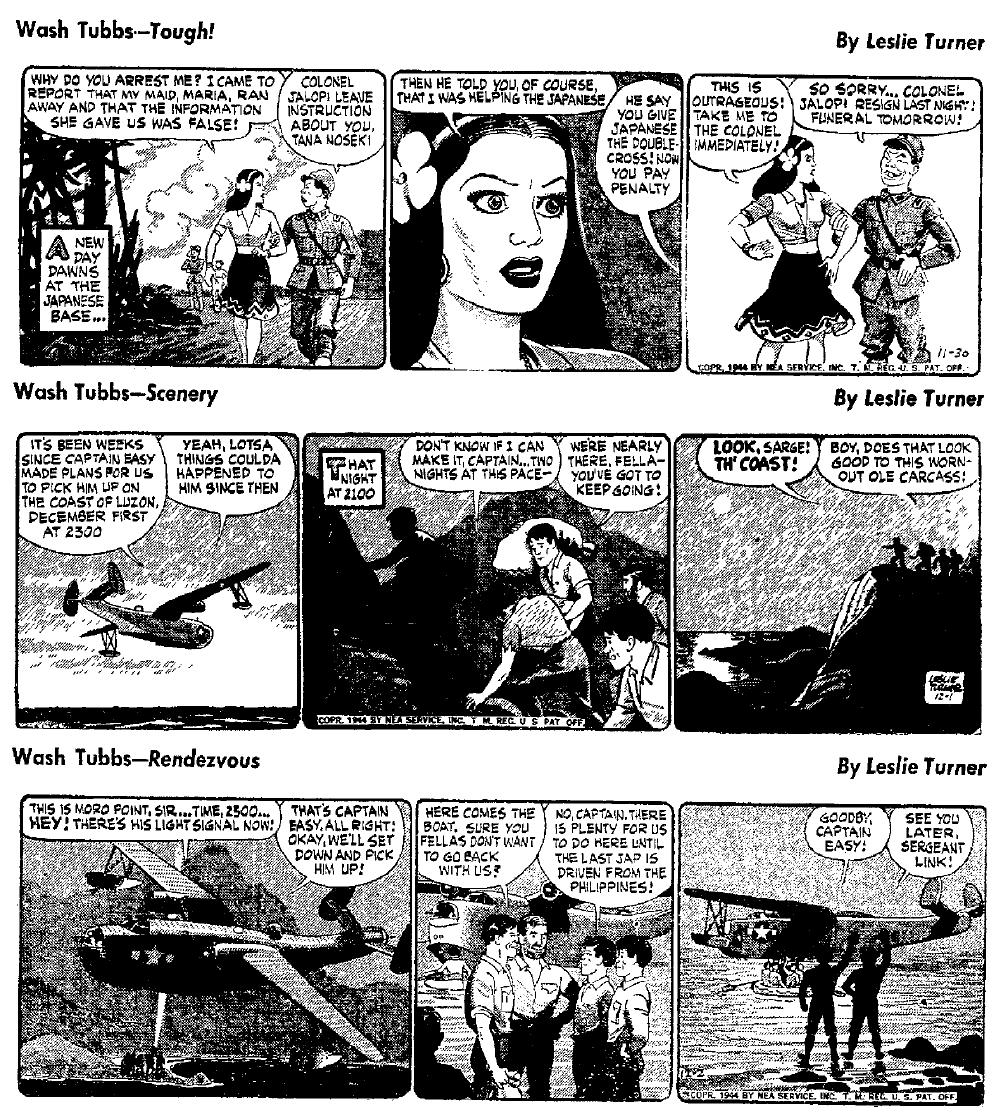 Wash Tubbs—Tough!
By Leslie Turner
WHY DO YOU ARREST ME? I CAME TO
REPORT THAT MY MAID, MARIA, RAN
AWAY AND THAT THE INFORMATION
SHE GAVE US WAS FALSE!
COLONEL
JALOPI LEAVE
INSTRUCTION
ABOUT YOU,
TANA NOSEKI
A NEW
DAY
DAWNS
AT THE
JAPANESE
BASE...
THEN HE TOLD YOU, OF COURSE,
THAT I WAS HELPING THE JAPANESE
HE SAY
YOU GIVE
JAPANESE
THE DOUBLE-
CROSS! NOW
YOU PAY
PENALTY
THIS IS
OUTRAGEOUS!
TAKE ME TO
THE COLONEL
IMMEDIATELY!
SO SORRY... COLONEL
JALOPI RESIGN LAST NIGHT!
FUNERAL TOMORROW!
11-30
COPR. 1944 BY NEA SERVICE, INC. T. M. REG. U. S. PAT. OFF.
Wash Tubbs—Scenery
By Leslie Turner
IT'S BEEN WEEKS
SINCE CAPTAIN EASY
MADE PLANS FOR US
TO PICK HIM UP ON
THE COAST OF LUZON,
DECEMBER FIRST
AT 2300
YEAH, LOTSA
THINGS COULDA
HAPPENED TO
HIM SINCE THEN
THAT
NIGHT
AT 2100
DON'T KNOW IF I CAN
MAKE IT, CAPTAIN...TWO
NIGHTS AT THIS PACE—
WE'RE NEARLY
THERE, FELLA—
YOU'VE GOT TO
KEEP GOING!
COPR. 1944 BY NEA SERVICE, INC. T. M. REG. U. S. PAT. OFF.
LOOK, SARGE!
TH' COAST!
BOY, DOES THAT LOOK
GOOD TO THIS WORN-
OUT OLE CARCASS!
LESLIE
TURNER
12-1
Wash Tubbs—Rendezvous
By Leslie Turner
THIS IS MORO POINT, SIR....TIME, 2300...
HEY! THERE'S HIS LIGHT SIGNAL NOW!
THAT'S CAPTAIN
EASY, ALL RIGHT!
OKAY, WE'LL SET
DOWN AND PICK
HIM UP!
HERE COMES THE
BOAT. SURE YOU
FELLAS DON'T WANT
TO GO BACK
WITH US?
NO, CAPTAIN. THERE
IS PLENTY FOR US
TO DO HERE UNTIL
THE LAST JAP IS
DRIVEN FROM THE
PHILIPPINES!
GOODBY,
CAPTAIN
EASY!
SEE YOU
LATER,
SERGEANT
LINK!
COPR. 1944 BY NEA SERVICE, INC. T. M. REG. U. S. PAT. OFF.